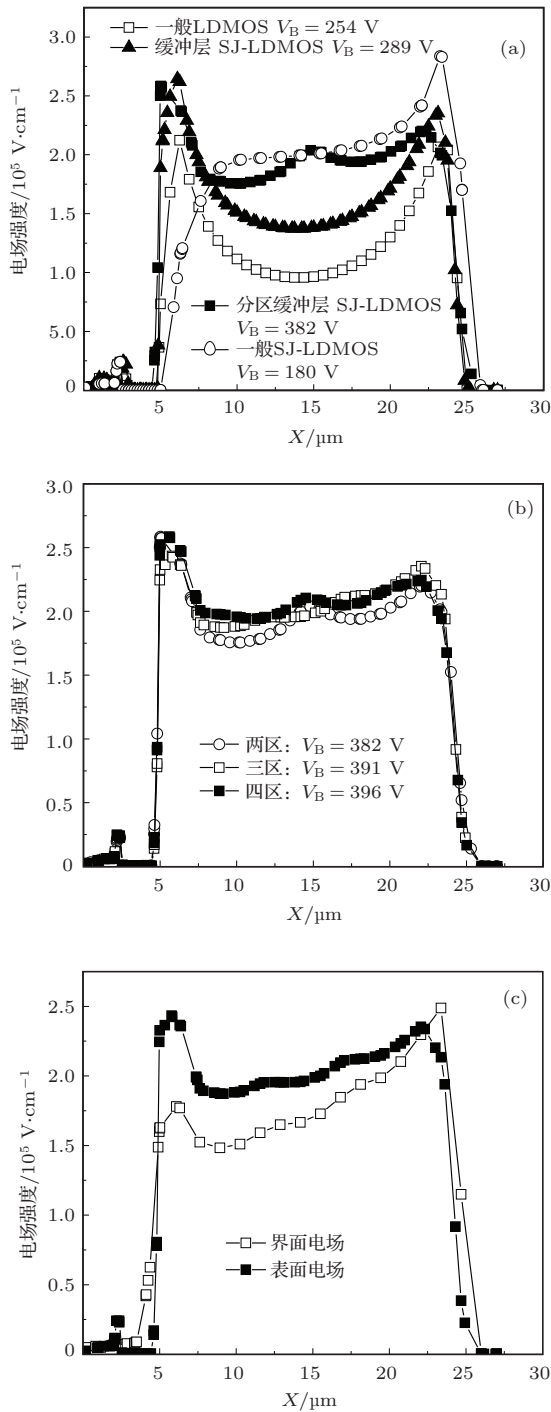 一般LDMOS V_B = 254 V
缓冲层 SJ-LDMOS V_B = 289 V
(a)
3.0
2.5
2.0
1.5
1.0
5.0
0
电场强度/10⁵ V·cm⁻¹
分区缓冲层 SJ-LDMOS
V_B = 382 V
一般SJ-LDMOS
V_B = 180 V
5 10 15 20 25 30
X/µm
(b)
3.0
2.5
2.0
1.5
1.0
0.5
0
电场强度/10⁵ V·cm⁻¹
两区: V_B = 382 V
三区: V_B = 391 V
四区: V_B = 396 V
5 10 15 20 25 30
X/µm
(c)
2.5
2.0
1.5
1.0
0.5
0
电场强度/10⁵ V·cm⁻¹
界面电场
表面电场
5 10 15 20 25 30
X/µm